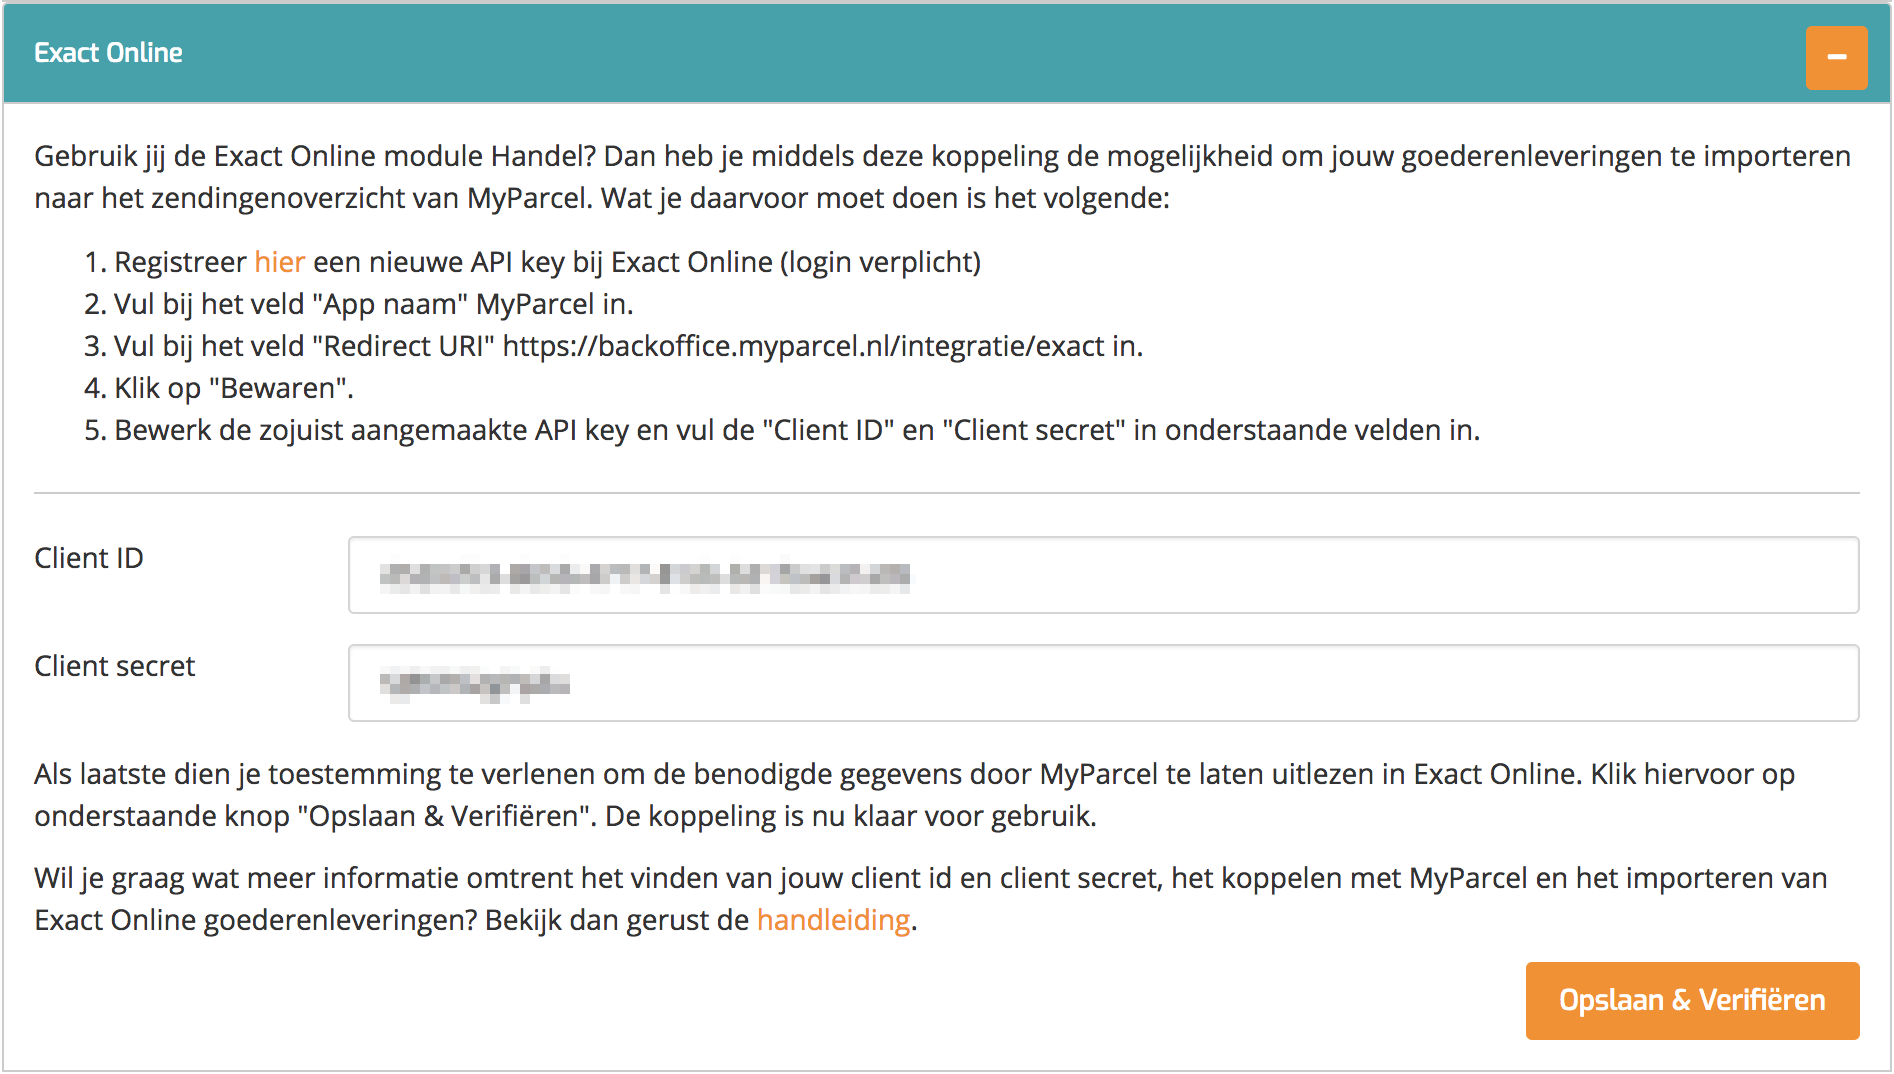 Exact Online
Gebruik jij de Exact Online module Handel? Dan heb je middels deze koppeling de mogelijkheid om jouw goederenleveringen te importeren
naar het zendingenoverzicht van MyParcel. Wat je daarvoor moet doen is het volgende:
1. Registreer hier een nieuwe API key bij Exact Online (login verplicht)
2. Vul bij het veld "App naam" MyParcel in.
3. Vul bij het veld "Redirect URI" https://backoffice.myparcel.nl/integratie/exact in.
4. Klik op "Bewaren".
5. Bewerk de zojuist aangemaakte API key en vul de "Client ID" en "Client secret" in onderstaande velden in.
Client ID
Client secret
Als laatste dien je toestemming te verlenen om de benodigde gegevens door MyParcel te laten uitlezen in Exact Online. Klik hiervoor op
onderstaande knop "Opslaan & Verifiëren". De koppeling is nu klaar voor gebruik.
Wil je graag wat meer informatie omtrent het vinden van jouw client id en client secret, het koppelen met MyParcel en het importeren van
Exact Online goederenleveringen? Bekijk dan gerust de handleiding.
Opslaan & Verifiëren